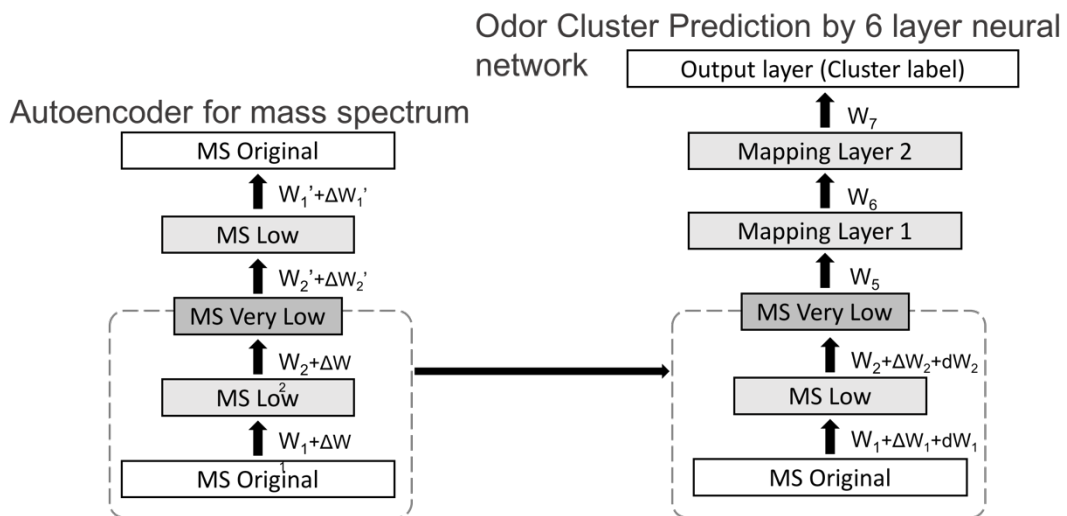 Odor Cluster Prediction by 6 layer neural
network
Output layer (Cluster label)
W7
Mapping Layer 2
W6
Mapping Layer 1
W5
MS Very Low
W2+ΔW2+dW2
MS Low
W1+ΔW1+dW1
MS Original
Autoencoder for mass spectrum
MS Original
W1'+ΔW1'
MS Low
W2'+ΔW2'
MS Very Low
W2+ΔW
2
MS Low
W1+ΔW
1
MS Original